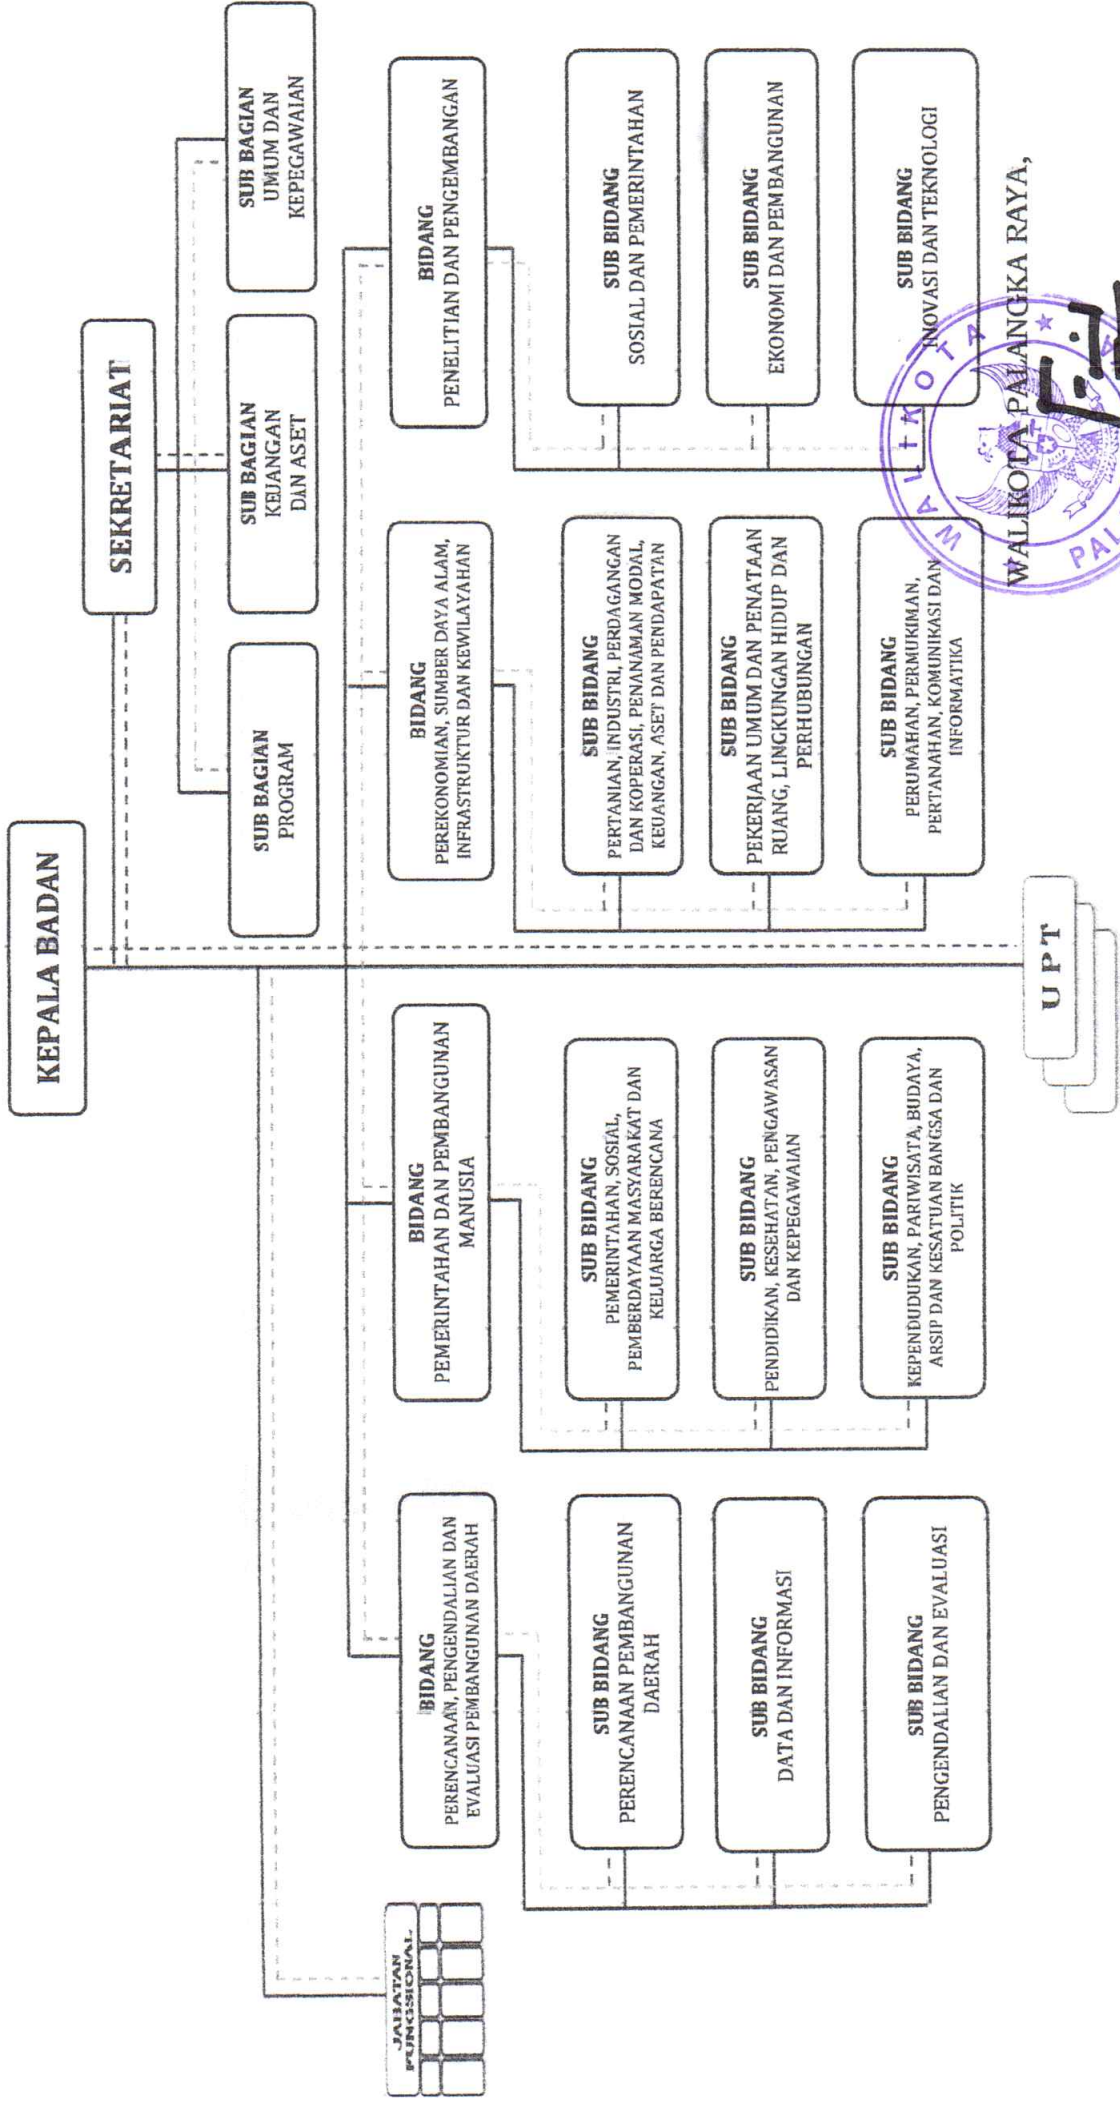 KEPALA BADAN
SEKRETARIAT
SUB BAGIAN
PROGRAM
SUB BAGIAN
KEUANGAN
DAN ASET
SUB BAGIAN
UMUM DAN
KEPEGAWAIAN
JABATAN
FUNGSIONAL
BIDANG
PERENCANAAN, PENGENDALIAN DAN
EVALUASI PEMBANGUNAN DAERAH
BIDANG
PEMERINTAHAN DAN PEMBANGUNAN
MANUSIA
BIDANG
PEREKONOMIAN, SUMBER DAYA ALAM,
INFRASTRUKTUR DAN KEWILAYAHAN
BIDANG
PENELITIAN DAN PENGEMBANGAN
SUB BIDANG
PERENCANAAN PEMBANGUNAN
DAERAH
SUB BIDANG
PEMERINTAHAN, SOSIAL,
PEMBERDAYAAN MASYARAKAT DAN
KELUARGA BERENCANA
SUB BIDANG
PERTANIAN, INDUSTRI, PERDAGANGAN
DAN KOPERASI, PENANAMAN MODAL,
KEUANGAN, ASET DAN PENDAPATAN
SUB BIDANG
SOSIAL DAN PEMERINTAHAN
SUB BIDANG
DATA DAN INFORMASI
SUB BIDANG
PENDIDIKAN, KESEHATAN, PENGAWASAN
DAN KEPEGAWAIAN
SUB BIDANG
PEKERJAAN UMUM DAN PENATAAN
RUANG, LINGKUNGAN HIDUP DAN
PERHUBUNGAN
SUB BIDANG
EKONOMI DAN PEMBANGUNAN
SUB BIDANG
PENGENDALIAN DAN EVALUASI
SUB BIDANG
KEPENDUDUKAN, PARIWISATA, BUDAYA,
ARSIP DAN KESATUAN BANGSA DAN
POLITIK
SUB BIDANG
PERUMAHAN, PERMUKIMAN,
PERTANAHAN, KOMUNIKASI DAN
INFORMATIKA
SUB BIDANG
INOVASI DAN TEKNOLOGI
U P T
WALIKOTA PALANGKA RAYA,
WALIKOTA